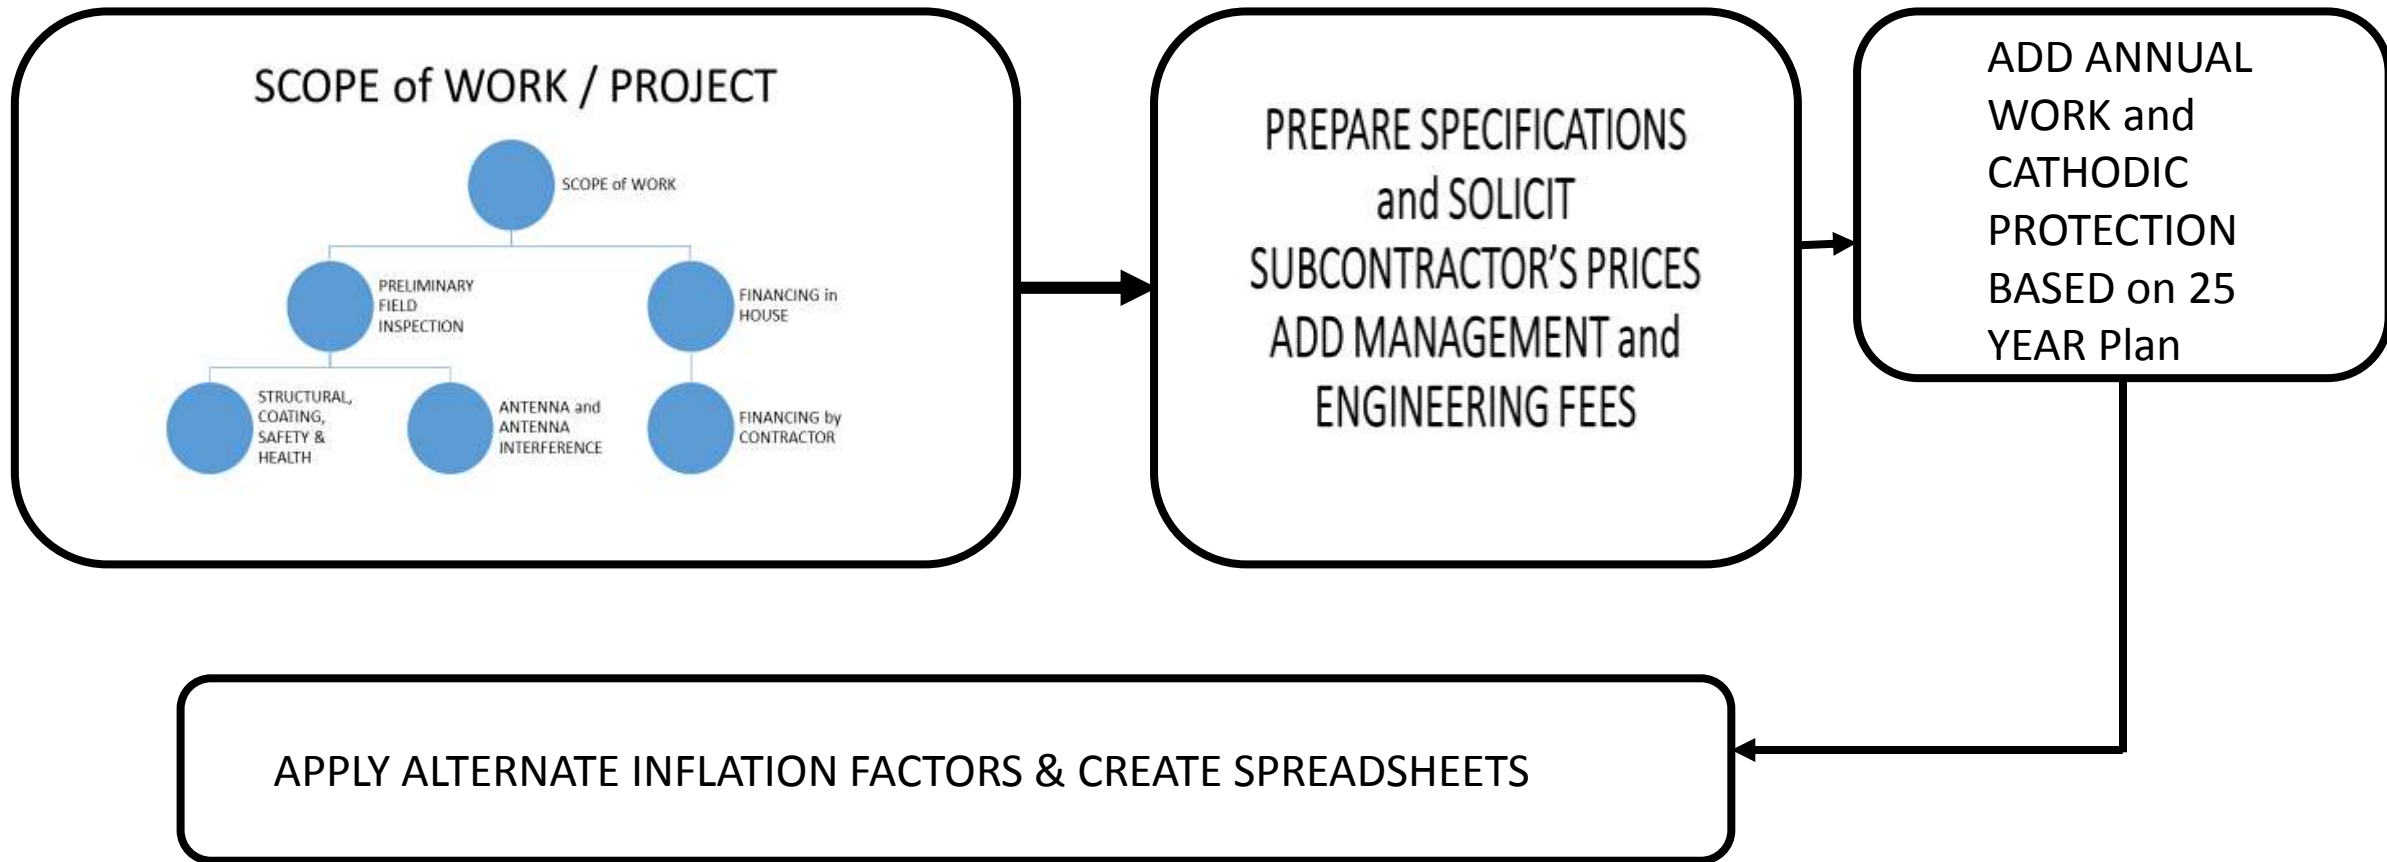 SCOPE of WORK / PROJECT
SCOPE of WORK
PRELIMINARY
FIELD
INSPECTION
FINANCING in
HOUSE
STRUCTURAL,
COATING,
SAFETY &
HEALTH
ANTENNA and
ANTENNA
INTERFERENCE
FINANCING by
CONTRACTOR
PREPARE SPECIFICATIONS
and SOLICIT
SUBCONTRACTOR’S PRICES
ADD MANAGEMENT and
ENGINEERING FEES
ADD ANNUAL
WORK and
CATHODIC
PROTECTION
BASED on 25
YEAR Plan
APPLY ALTERNATE INFLATION FACTORS & CREATE SPREADSHEETS